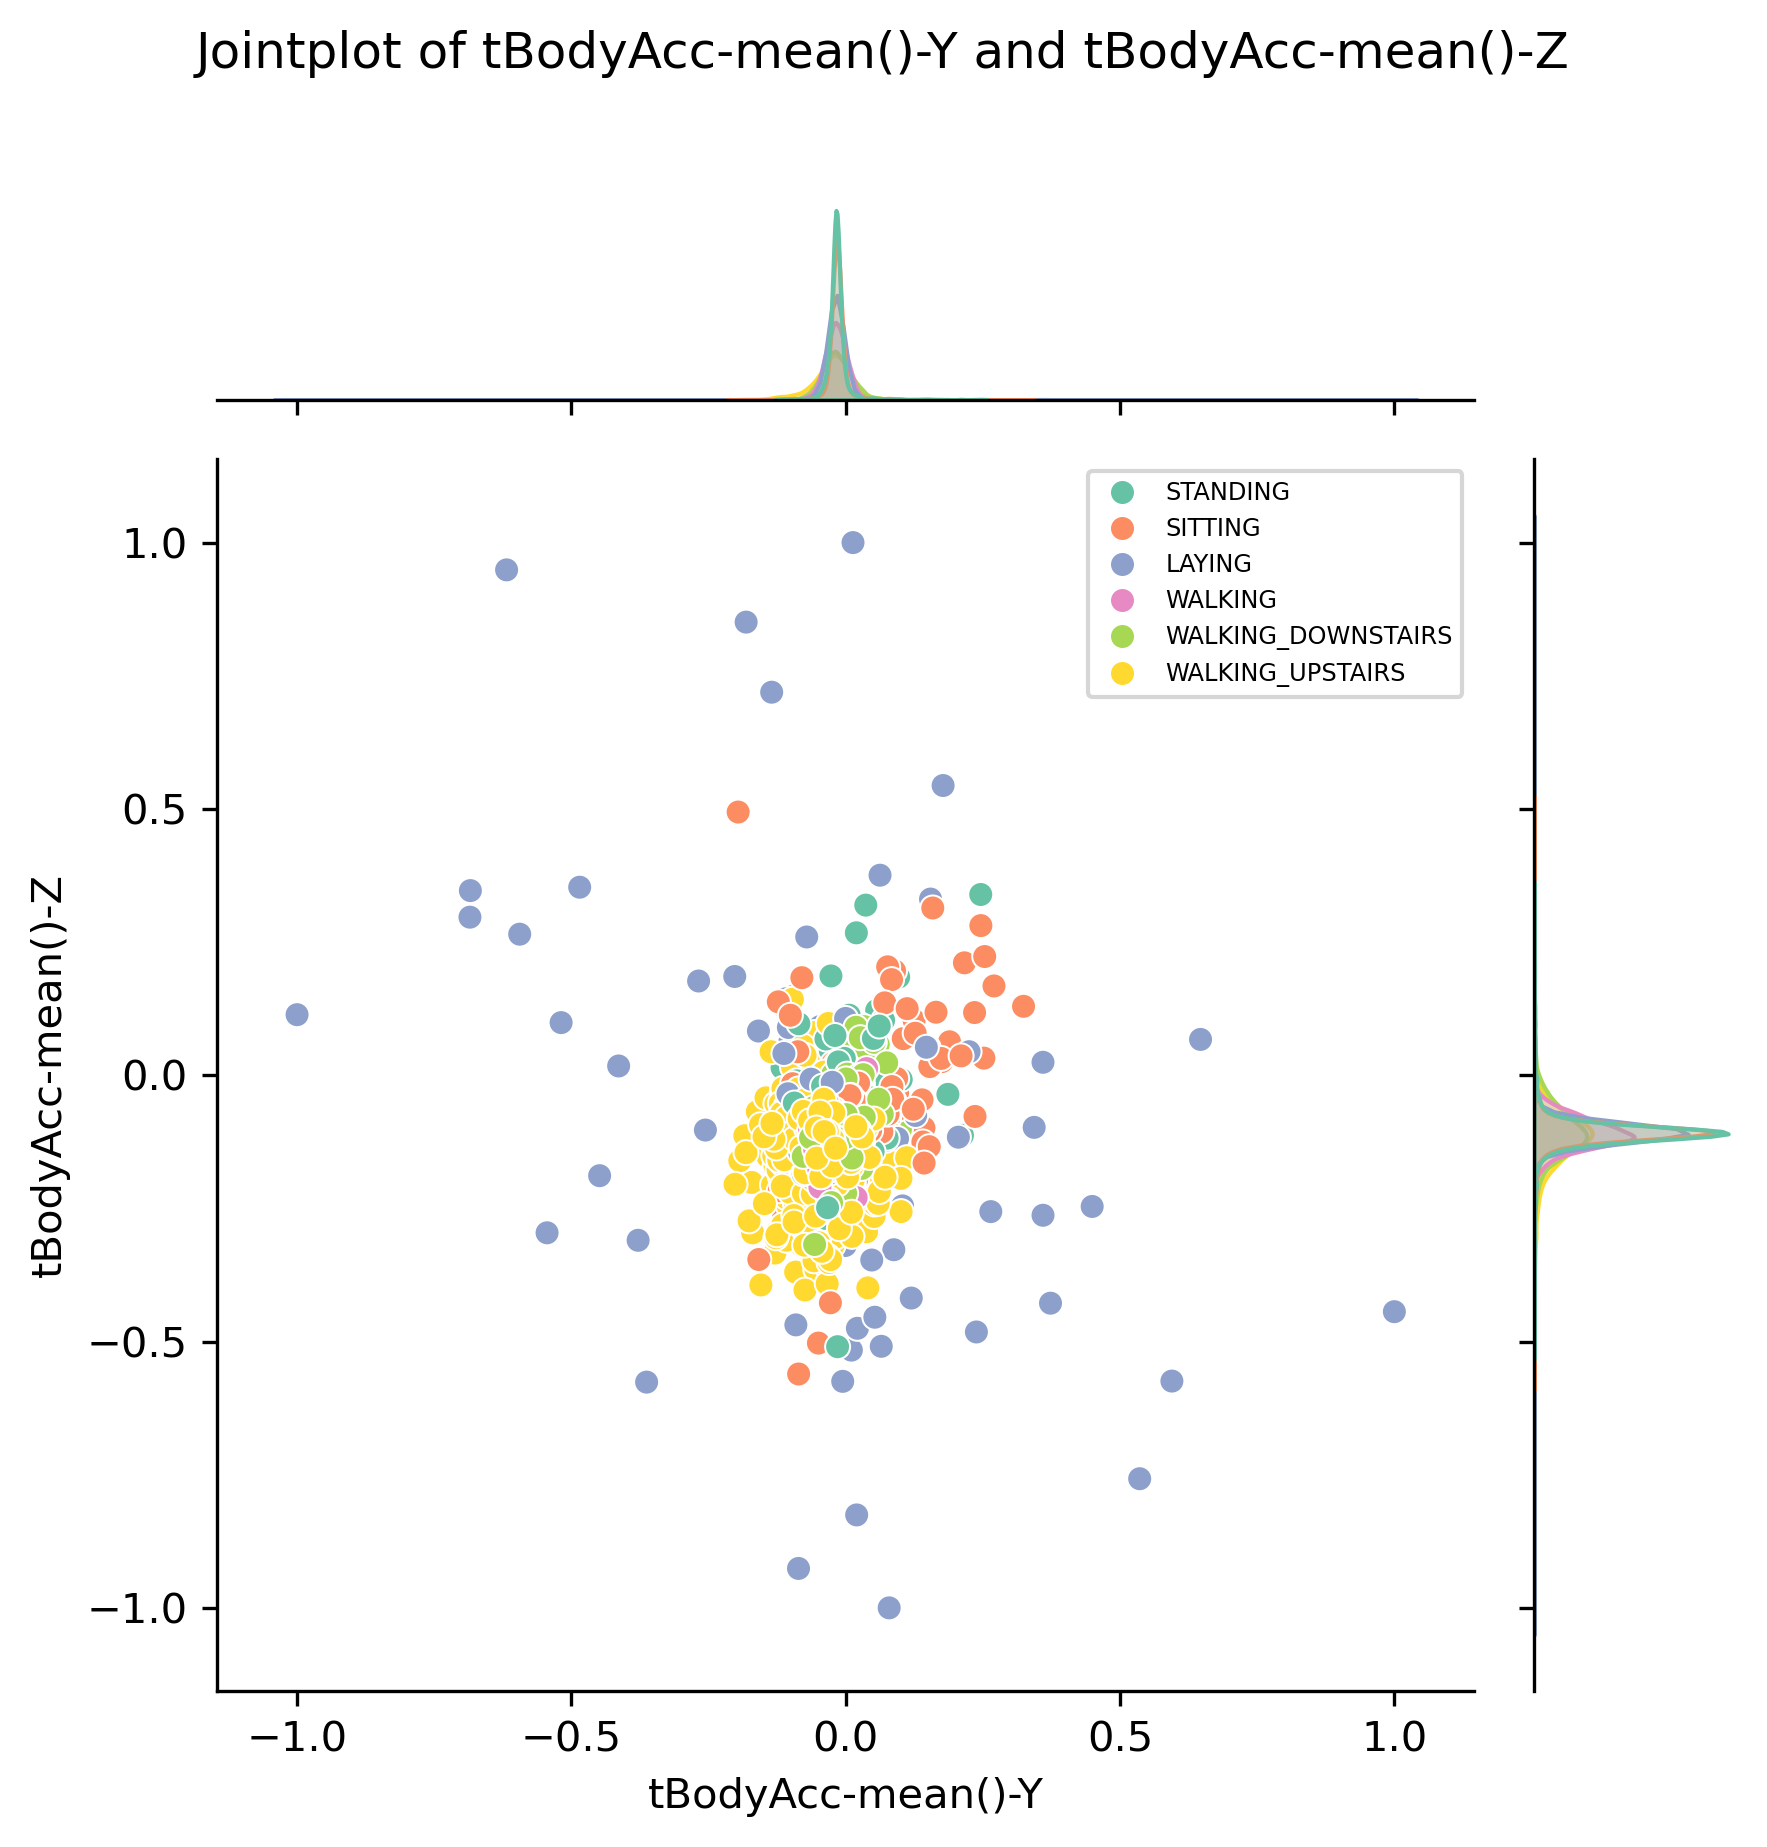 Jointplot of tBodyAcc-mean()-Y and tBodyAcc-mean()-Z
STANDING
SITTING
LAYING
WALKING
WALKING_DOWNSTAIRS
WALKING_UPSTAIRS
1.0
0.5
0.0
−0.5
−1.0
tBodyAcc-mean()-Z
−1.0 −0.5 0.0 0.5 1.0
tBodyAcc-mean()-Y